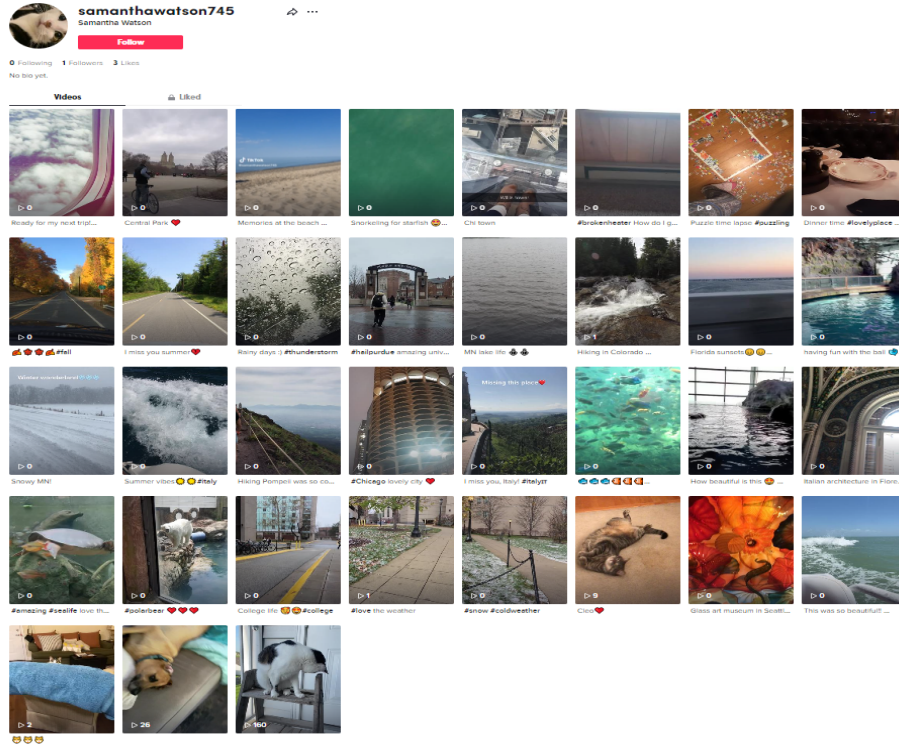 samanthawatson745
Samantha Watson
Follow
0 Following 1 Followers 3 Likes
No bio yet.
Videos Liked
0 0 0 0 0 0 0 0
TikTok
Ready for my next trip!... Central Park ❤️ Memories at the beach ... Snorkeling for starfish 🤩... Chi town #brokenheater How do I g... Puzzle time lapse #puzzling Dinner time #lovelyplace ...
0 0 0 0 0 1 0 0
#fall I miss you summer❤️ Rainy days :) #thunderstorm #hailpurdue amazing univ... MN lake life Hiking in Colorado ... Florida sunsets having fun with the ball
Winter wonderland
Missing this place❤️
0 0 0 0 0 0 0 0
Snowy MN! Summer vibes🌞🌞#italy Hiking Pompeii was so co... #Chicago lovely city ❤️ I miss you, Italy! #italy How beautiful is this ... Italian architecture in Flore...
0 0 0 1 0 9 0 0
#amazing #sealife love th... #polarbear ❤️❤️❤️ College life #college #love the weather #snow #coldweather Cleo❤️ Glass art museum in Seattl... This was so beautiful!! ...
2 26 160